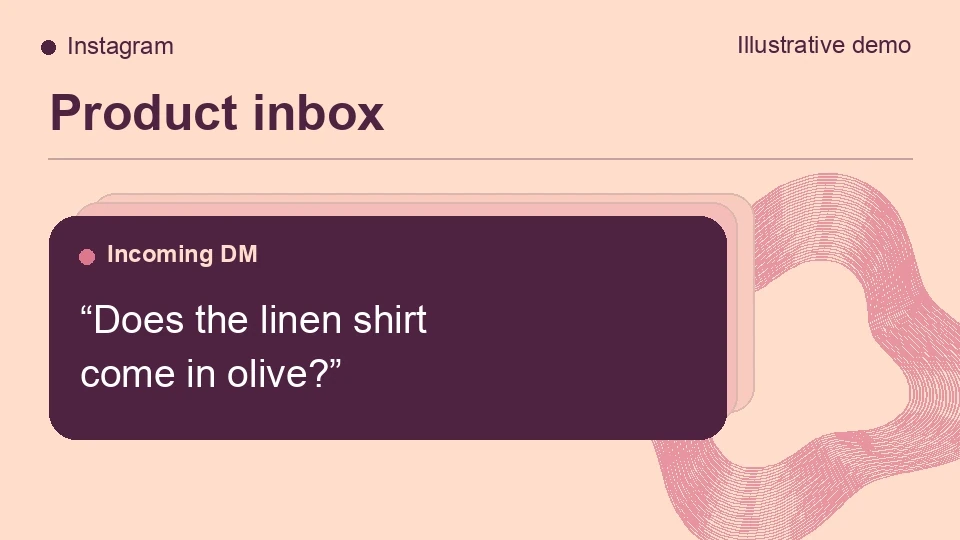 Instagram
Illustrative demo
Product inbox
Incoming DM
“Does the linen shirt
come in olive?”